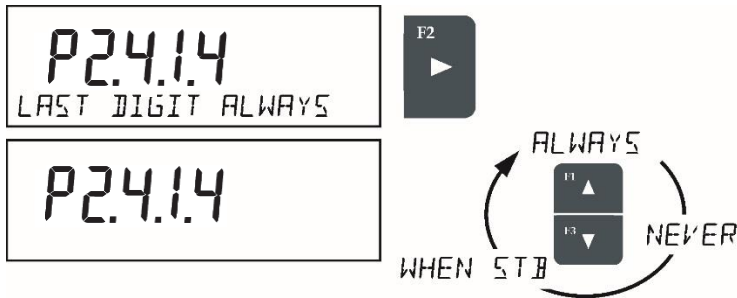 P2.4.1.4
LAST DIGIT ALWAYS
F2
P2.4.1.4
ALWAYS
F1
F3
NEVER
WHEN STB